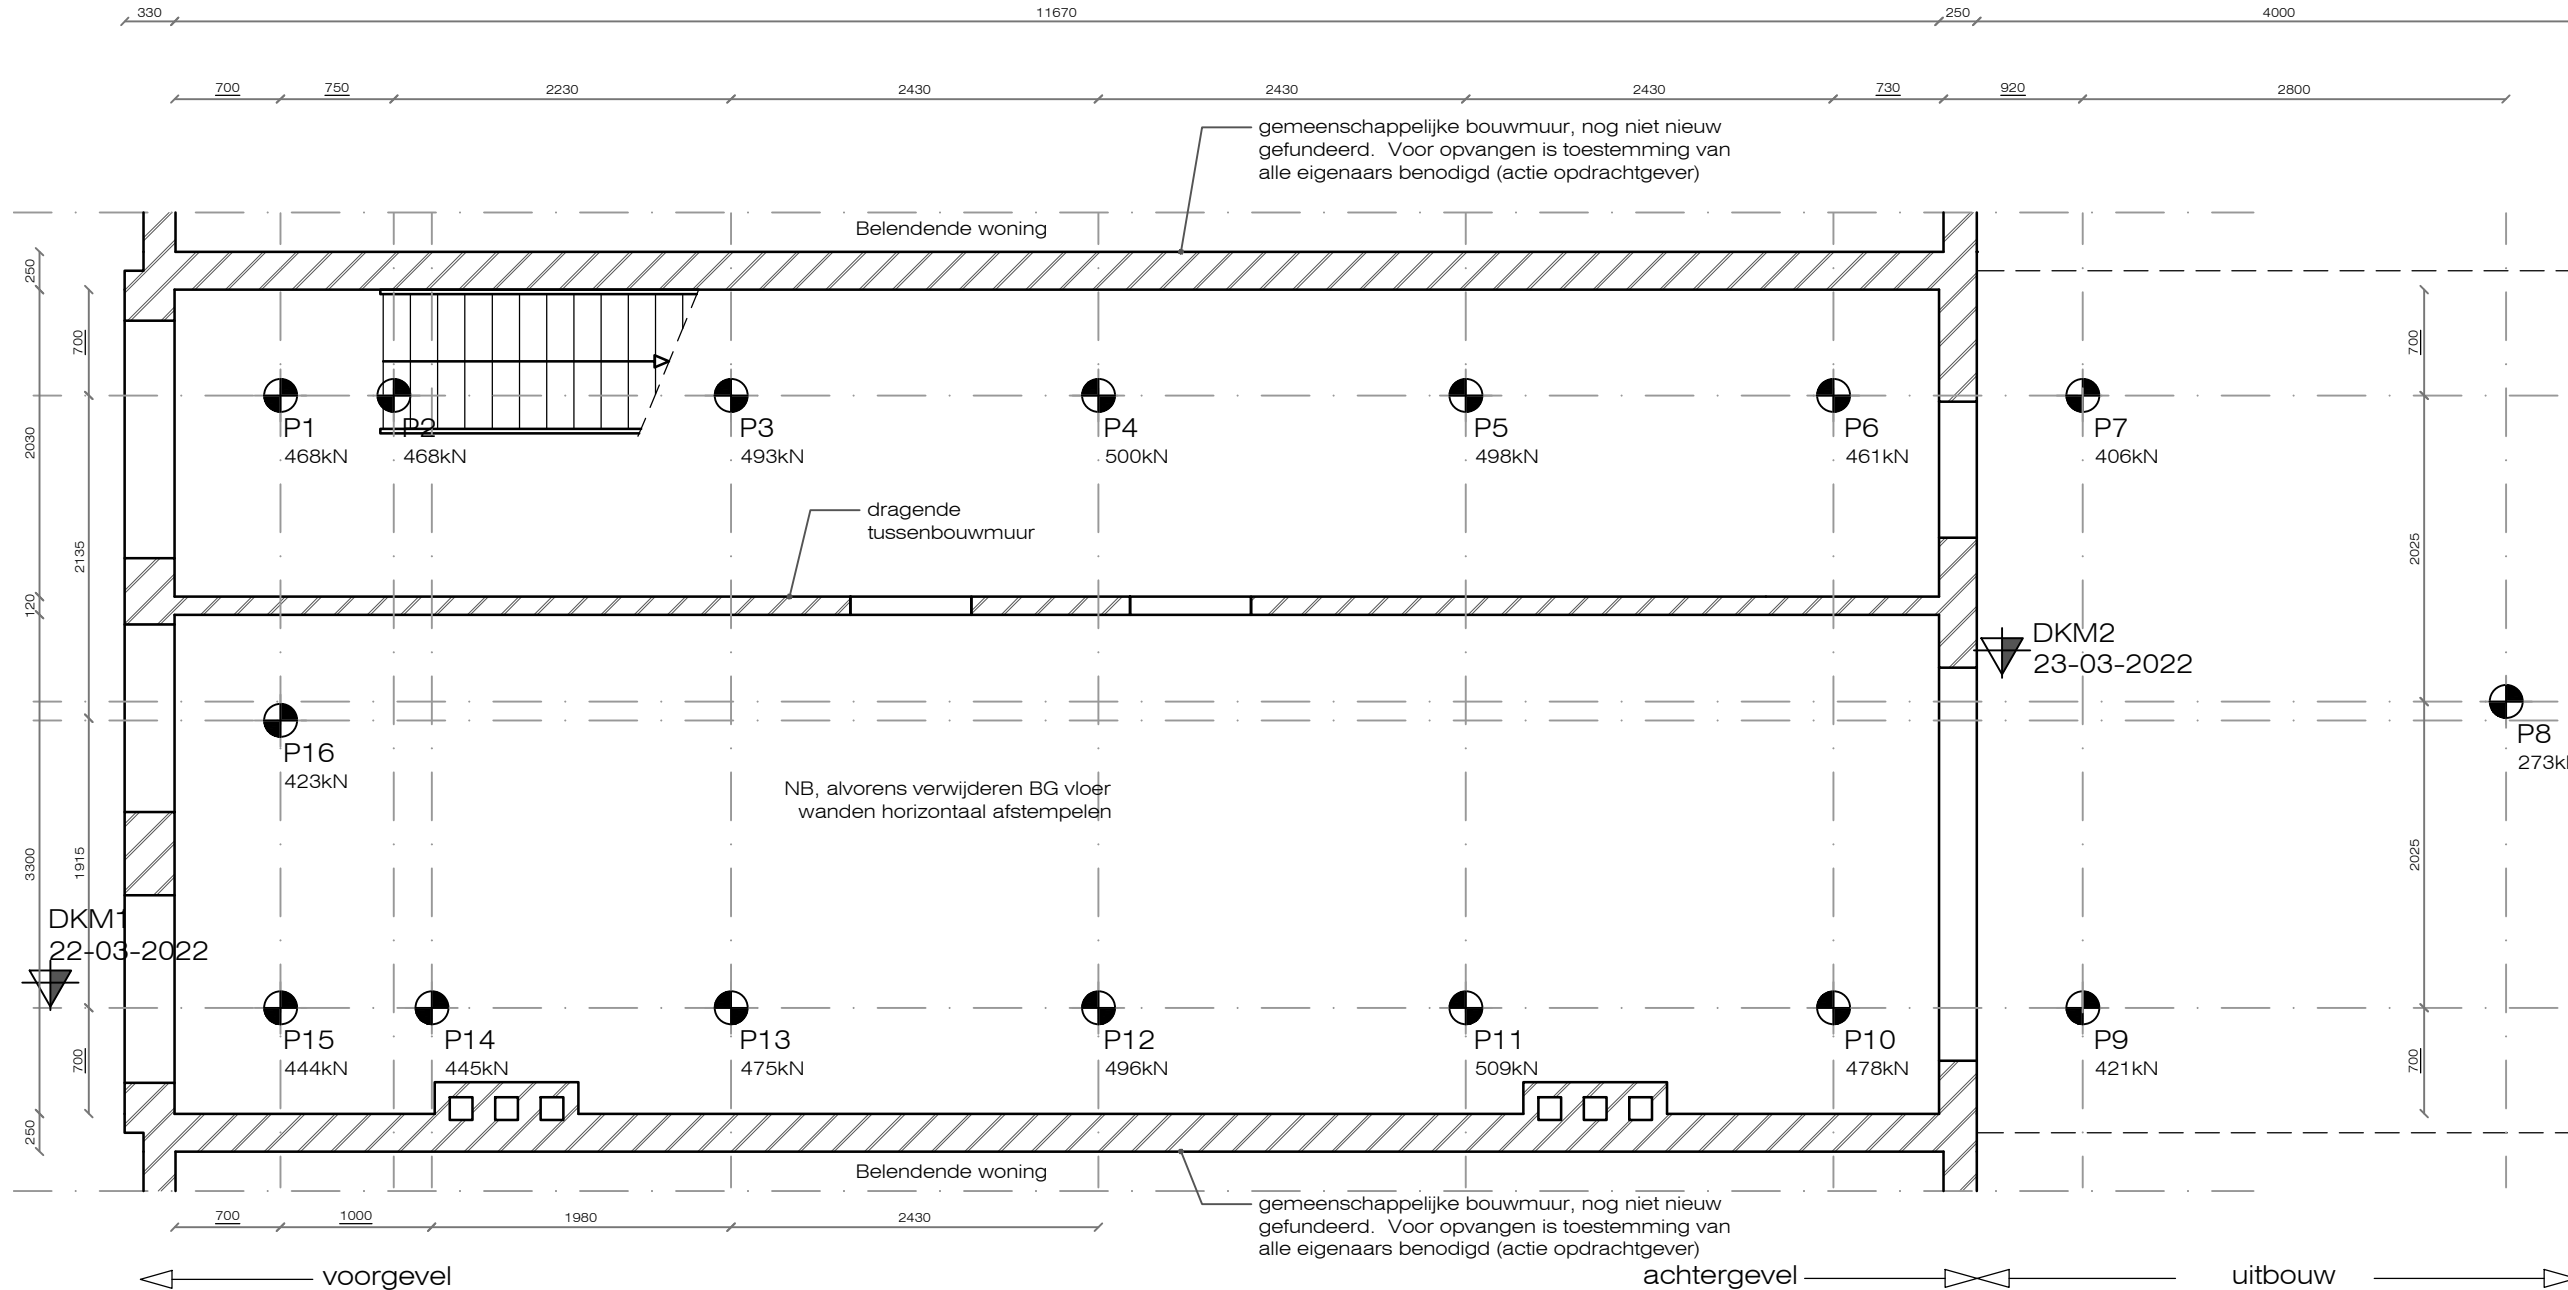 330
11670
250
4000
700
750
2230
2430
2430
2430
730
920
2800
gemeenschappelijke bouwmuur, nog niet nieuw
gefundeerd. Voor opvangen is toestemming van
alle eigenaars benodigd (actie opdrachtgever)
Belendende woning
250
2030
120
3300
250
700
2135
1915
700
P1
468kN
P2
468kN
P3
493kN
P4
500kN
P5
498kN
P6
461kN
P7
406kN
700
2025
2025
700
dragende
tussenbouwmuur
DKM2
23-03-2022
P16
423kN
P8
273k
NB, alvorens verwijderen BG vloer
wanden horizontaal afstempelen
DKM1
22-03-2022
P15
444kN
P14
445kN
P13
475kN
P12
496kN
P11
509kN
P10
478kN
P9
421kN
Belendende woning
gemeenschappelijke bouwmuur, nog niet nieuw
gefundeerd. Voor opvangen is toestemming van
alle eigenaars benodigd (actie opdrachtgever)
700
1000
1980
2430
voorgevel
achtergevel
uitbouw